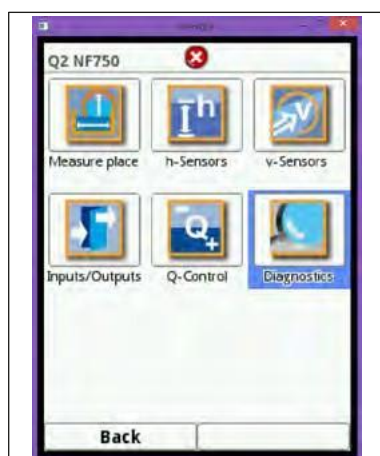 Q2 NF750
Measure place h-Sensors v-Sensors
Inputs/Outputs Q-Control Diagnostics
Back